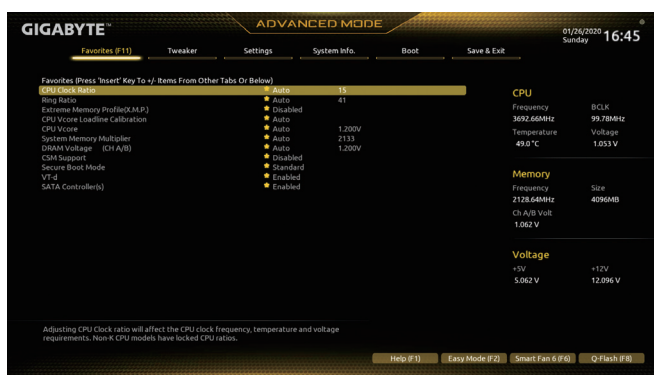 GIGABYTE™
ADVANCED MODE
01/26/2020
Sunday
16:45
Favorites (F11) Tweaker Settings System Info. Boot Save & Exit
Favorites (Press 'Insert' Key To +/- Items From Other Tabs Or Below)
CPU Clock Ratio Auto 15
Ring Ratio Auto 41
Extreme Memory Profile(X.M.P.) Disabled
CPU Vcore Loadline Calibration Auto
CPU Vcore Auto 1.200V
System Memory Multiplier Auto 2133
DRAM Voltage (CH A/B) Auto 1.200V
CSM Support Disabled
Secure Boot Mode Standard
VT-d Enabled
SATA Controller(s) Enabled
CPU
Frequency BCLK
3692.66MHz 99.78MHz
Temperature Voltage
49.0 °C 1.053 V
Memory
Frequency Size
2128.64MHz 4096MB
Ch A/B Volt
1.062 V
Voltage
+5V +12V
5.062 V 12.096 V
Adjusting CPU Clock ratio will affect the CPU clock frequency, temperature and voltage
requirements. Non-K CPU models have locked CPU ratios.
Help (F1) Easy Mode (F2) Smart Fan 6 (F6) Q-Flash (F8)